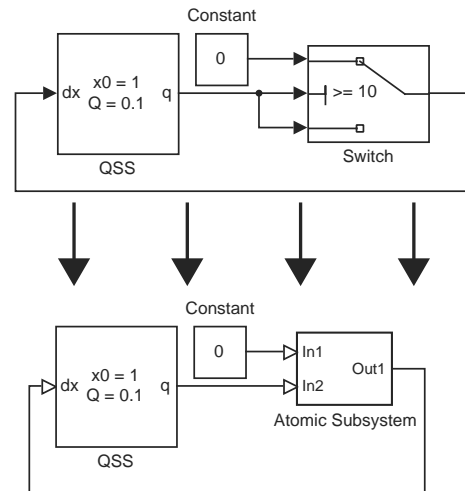 Constant
x0 = 1
Q = 0.1
dx
q
0
>= 10
Switch
QSS
Constant
x0 = 1
Q = 0.1
dx
q
0
In1
In2
Out1
Atomic Subsystem
QSS